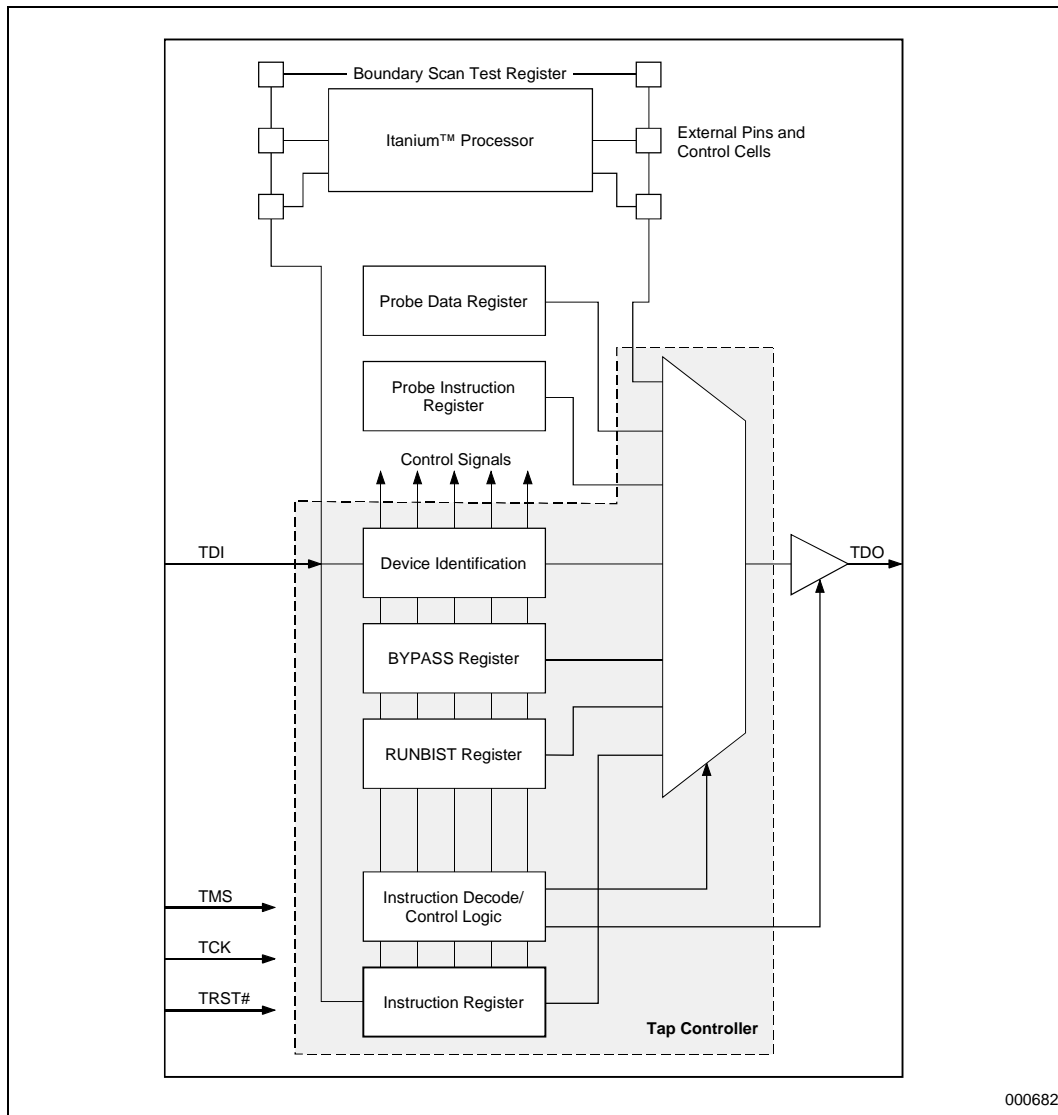 Boundary Scan Test Register
Itanium™ Processor
External Pins and
Control Cells
Probe Data Register
Probe Instruction
Register
Control Signals
TDI
Device Identification
TDO
BYPASS Register
RUNBIST Register
TMS
Instruction Decode/
Control Logic
TCK
TRST#
Instruction Register
Tap Controller
000682